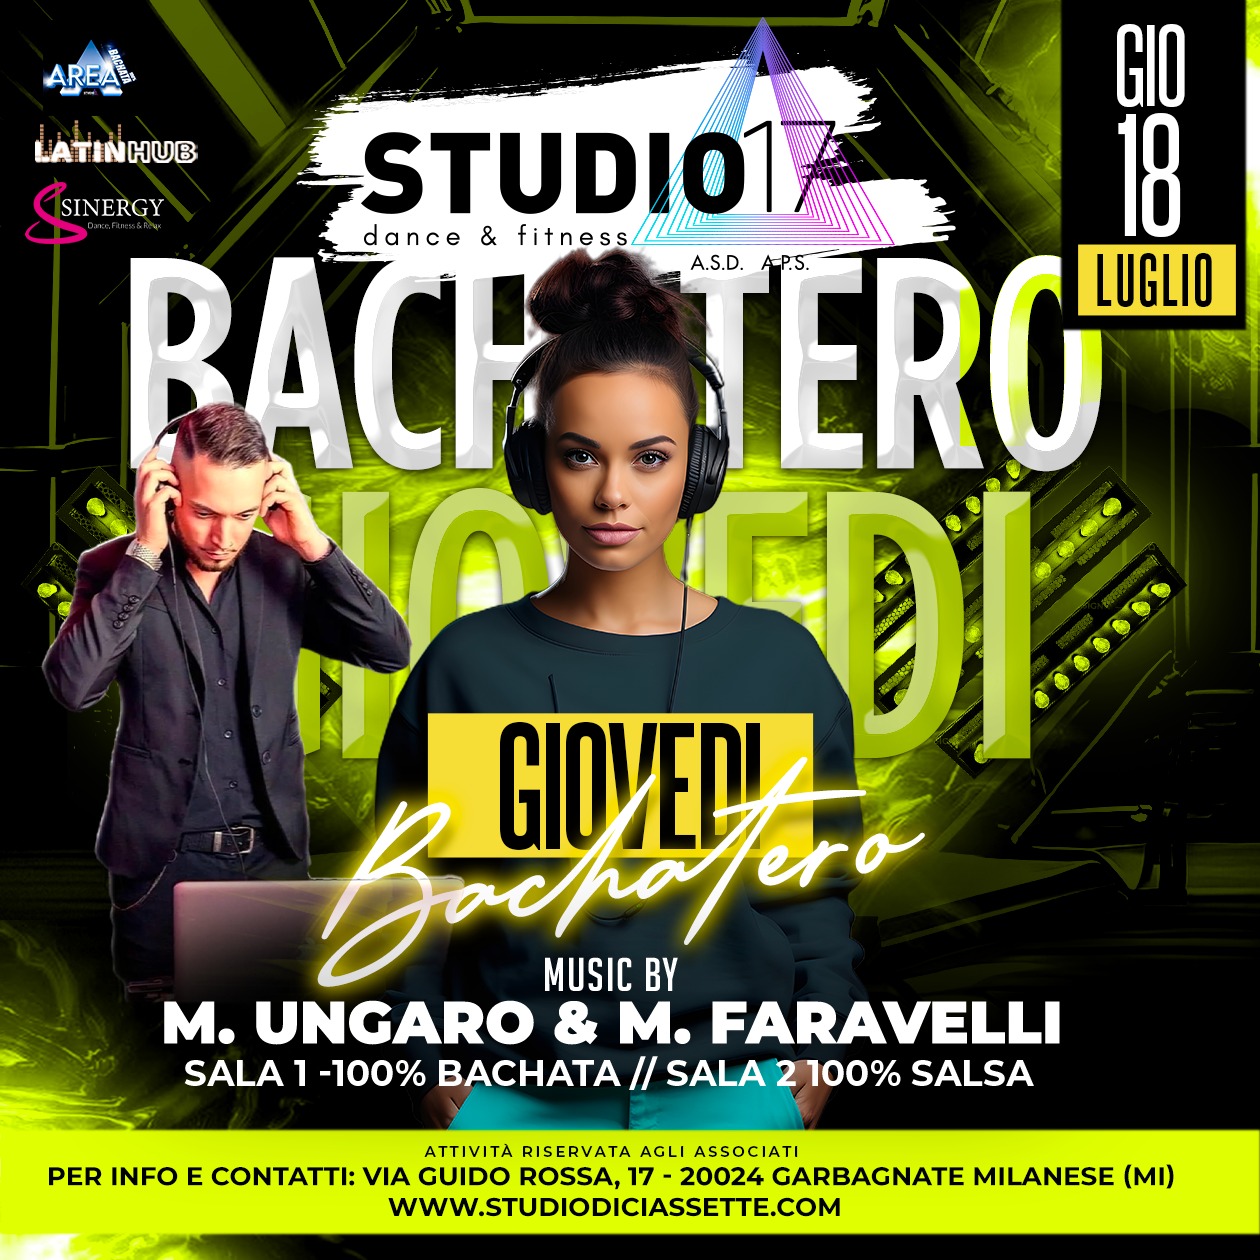 AREA
BACHATA
LATINHUB
SINERGY
Dance, Fitness & Relax
STUDIO17
dance & fitness
A.S.D. A.P.S.
GIO
18
LUGLIO
BACHATERO
GIOVEDI
GIOVEDI
Bachatero
MUSIC BY
M. UNGARO & M. FARAVELLI
SALA 1 -100% BACHATA // SALA 2 100% SALSA
ATTIVITÀ RISERVATA AGLI ASSOCIATI
PER INFO E CONTATTI: VIA GUIDO ROSSA, 17 - 20024 GARBAGNATE MILANESE (MI)
WWW.STUDIODICIASSETTE.COM